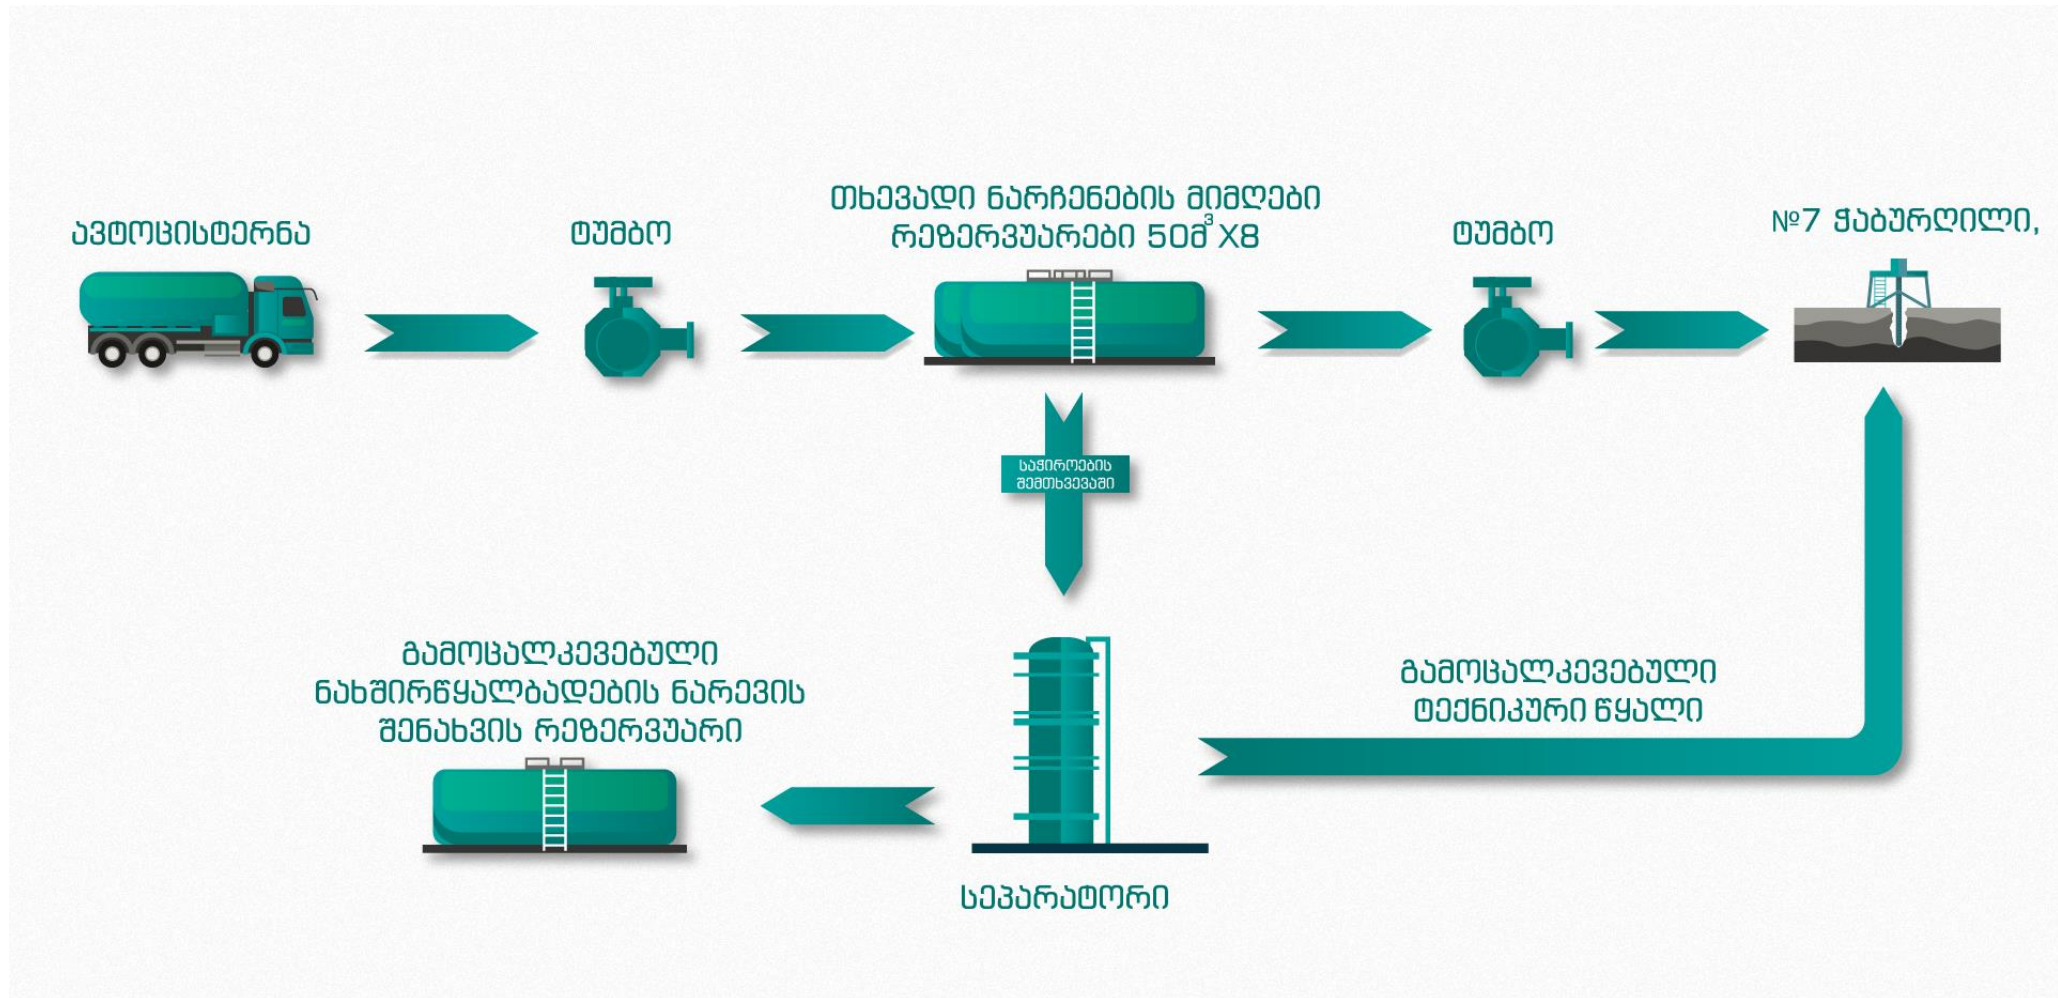 ავტოცისტერნა
ტუმბო
თხევადი ნარჩენების მიმღები
რეზერვუარები 50მ³ X8
ტუმბო
№7 ჭაბურღილი,
საჭიროების
შემთხვევაში
გამოცალკევებული
ნახშირწყალბადების ნარევის
შენახვის რეზერვუარი
გამოცალკევებული
ტექნიკური წყალი
სეპარატორი